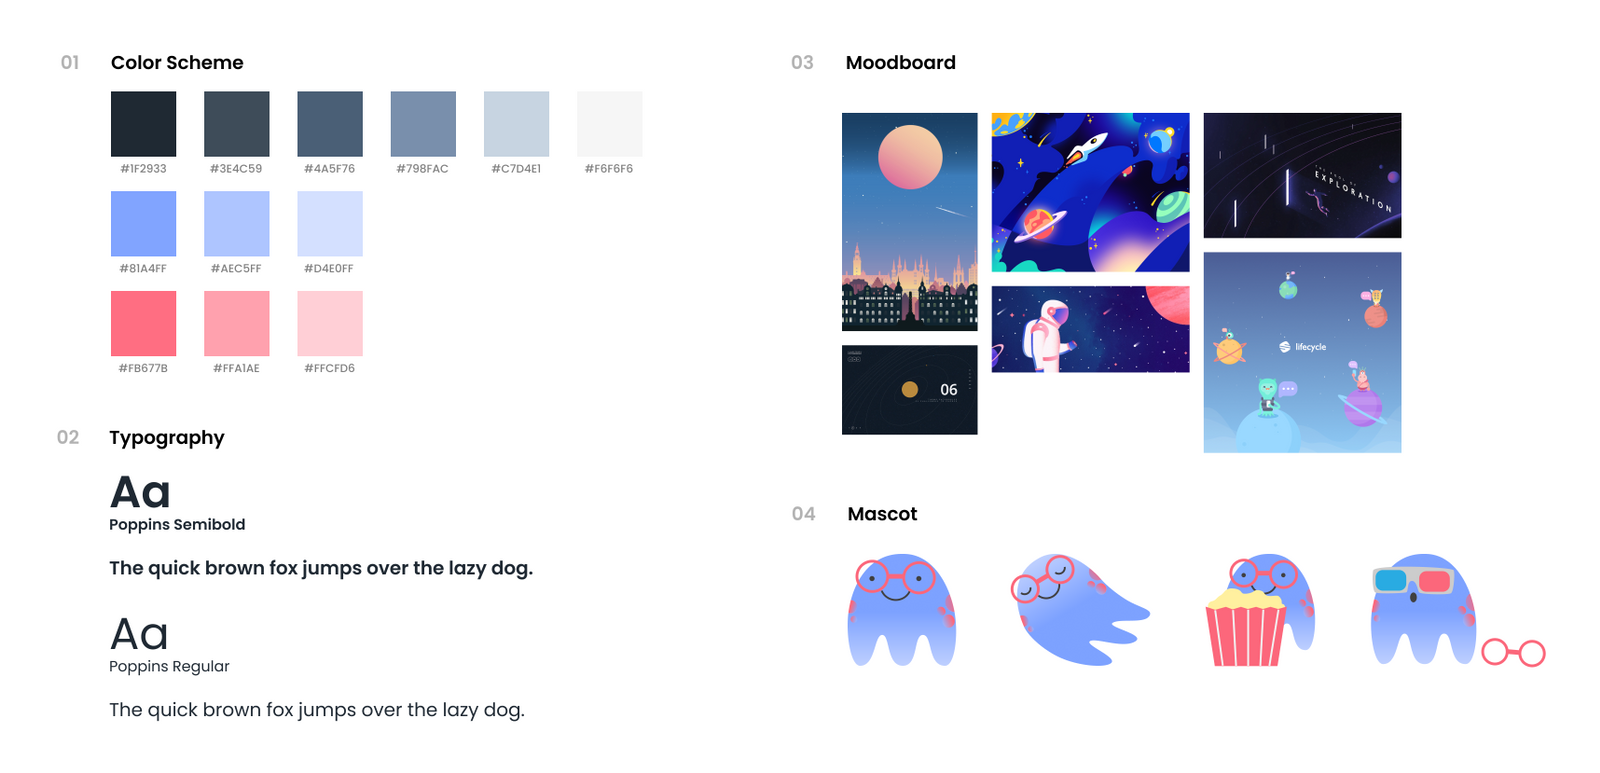 01 Color Scheme
#1F2933 #3E4C59 #4A5F76 #798FAC #C7D4E1 #F6F6F6
#81A4FF #AEC5FF #D4E0FF
#FB677B #FFA1AE #FFCFD6
02 Typography
Aa
Poppins Semibold
The quick brown fox jumps over the lazy dog.
Aa
Poppins Regular
The quick brown fox jumps over the lazy dog.
03 Moodboard
EXPLORATION
lifecycle
06
04 Mascot